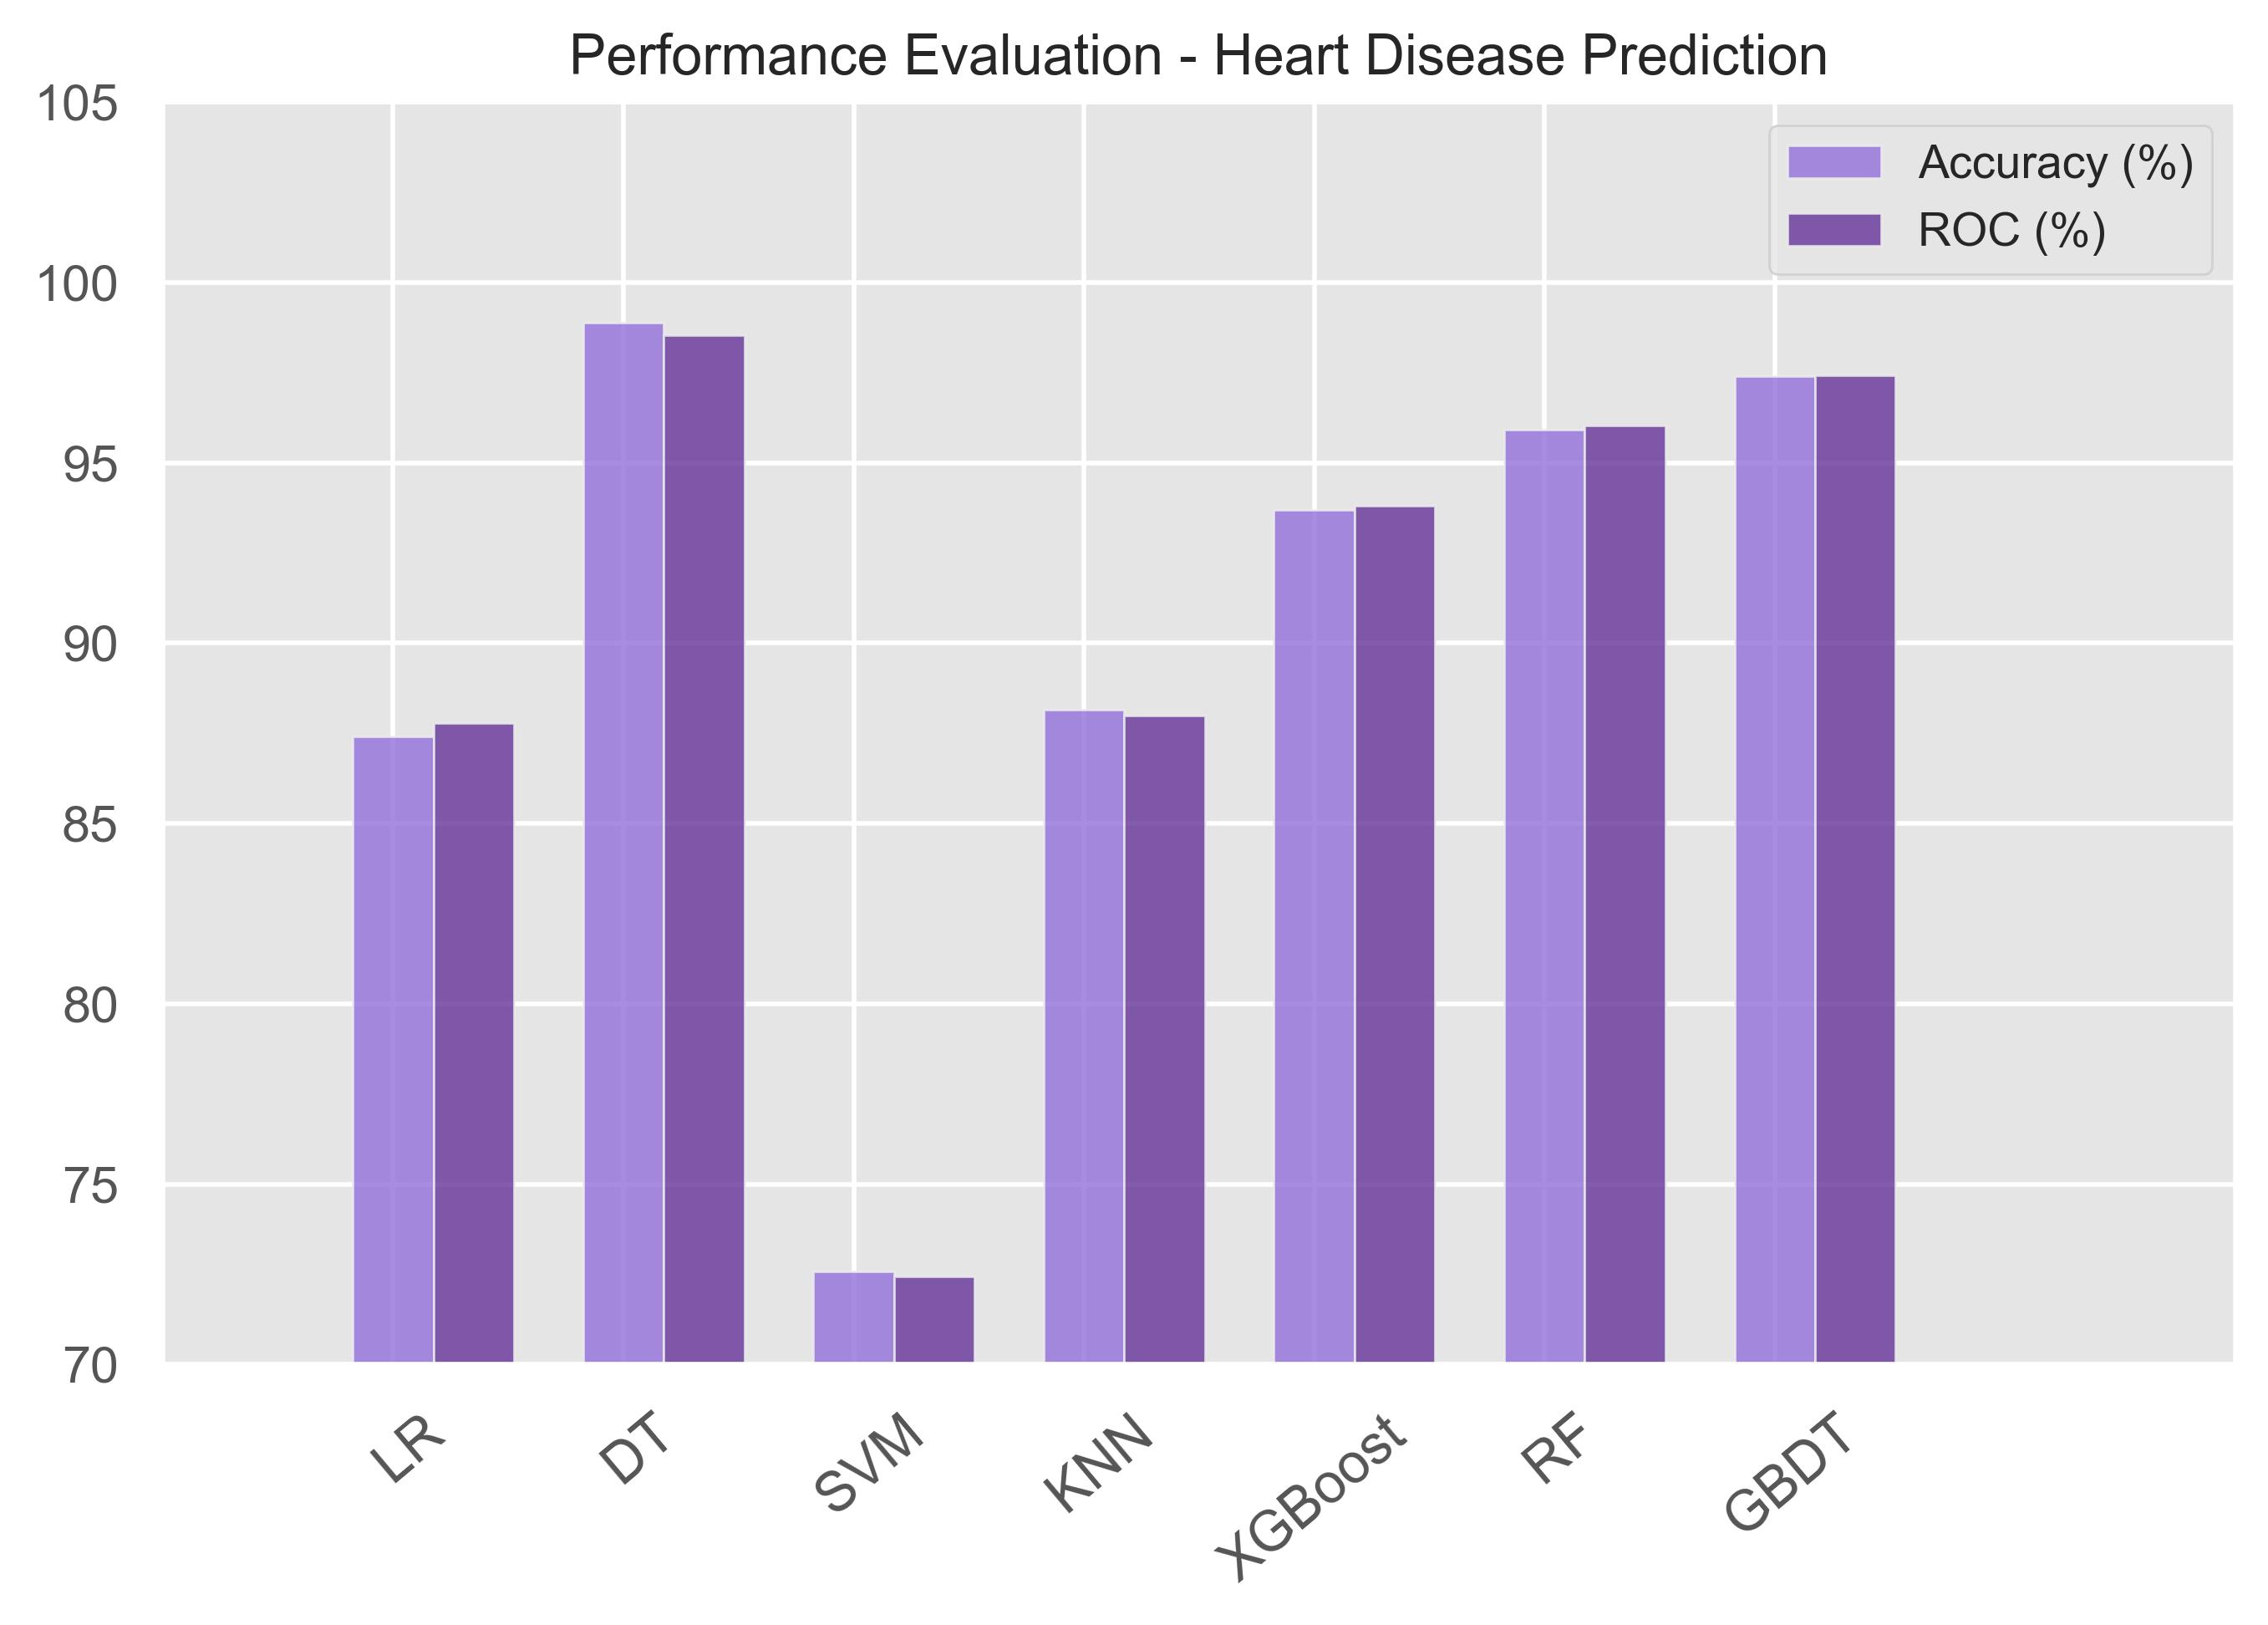 Performance Evaluation - Heart Disease Prediction
105
100
95
90
85
80
75
70
Accuracy (%)
ROC (%)
LR
DT
SVM
KNN
XGBoost
RF
GBDT